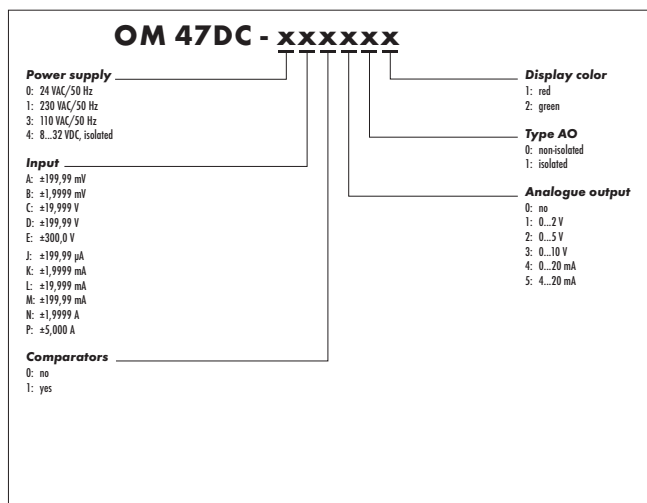 OM 47DC - xxxxxx
Power supply
0: 24 VAC/50 Hz
1: 230 VAC/50 Hz
3: 110 VAC/50 Hz
4: 8...32 VDC, isolated
Input
A: ±199,99 mV
B: ±1,9999 mV
C: ±19,999 V
D: ±199,99 V
E: ±300,0 V
J: ±199,99 µA
K: ±1,9999 mA
L: ±19,999 mA
M: ±199,99 mA
N: ±1,9999 A
P: ±5,000 A
Comparators
0: no
1: yes
Display color
1: red
2: green
Type AO
0: non-isolated
1: isolated
Analogue output
0: no
1: 0...2 V
2: 0...5 V
3: 0...10 V
4: 0...20 mA
5: 4...20 mA